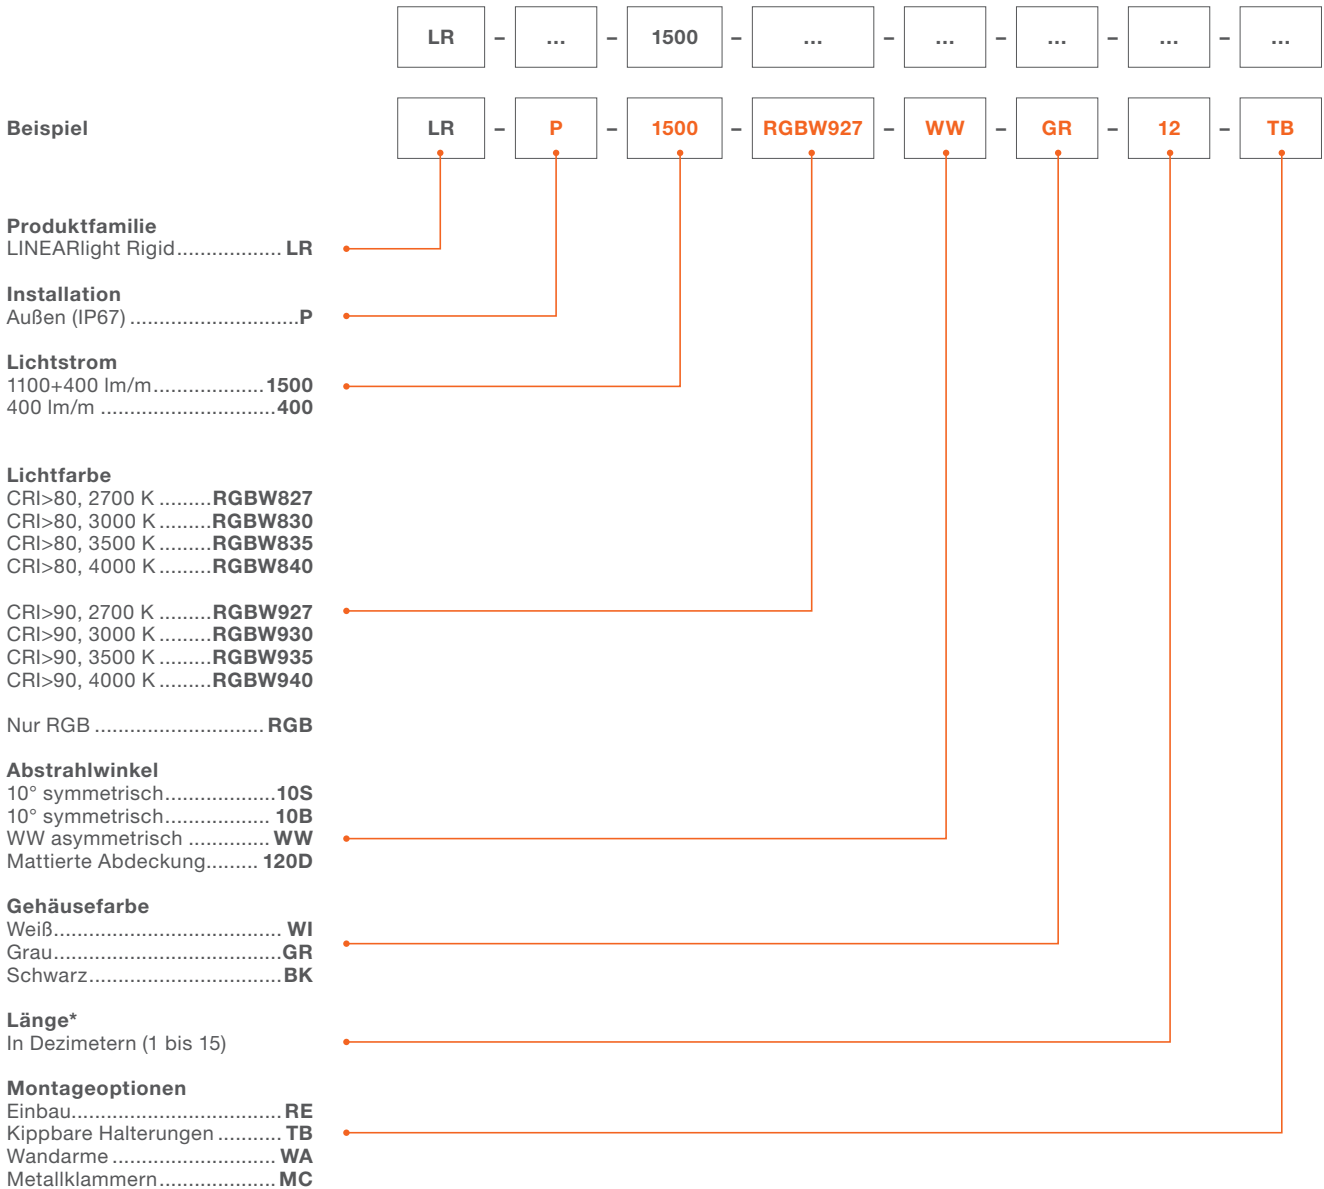 LR – ... – 1500 – ... – ... – ... – ... – ...
Beispiel LR – P – 1500 – RGBW927 – WW – GR – 12 – TB
Produktfamilie
LINEARlight Rigid.................. LR
Installation
Außen (IP67) .............................P
Lichtstrom
1100+400 lm/m...................1500
400 lm/m ..............................400
Lichtfarbe
CRI>80, 2700 K .........RGBW827
CRI>80, 3000 K .........RGBW830
CRI>80, 3500 K .........RGBW835
CRI>80, 4000 K .........RGBW840
CRI>90, 2700 K .........RGBW927
CRI>90, 3000 K .........RGBW930
CRI>90, 3500 K .........RGBW935
CRI>90, 4000 K .........RGBW940
Nur RGB ............................. RGB
Abstrahlwinkel
10° symmetrisch...................10S
10° symmetrisch.................. 10B
WW asymmetrisch .............. WW
Mattierte Abdeckung......... 120D
Gehäusefarbe
Weiß....................................... WI
Grau.......................................GR
Schwarz.................................BK
Länge*
In Dezimetern (1 bis 15)
Montageoptionen
Einbau.................................... RE
Kippbare Halterungen ........... TB
Wandarme ............................ WA
Metallklammern.................... MC